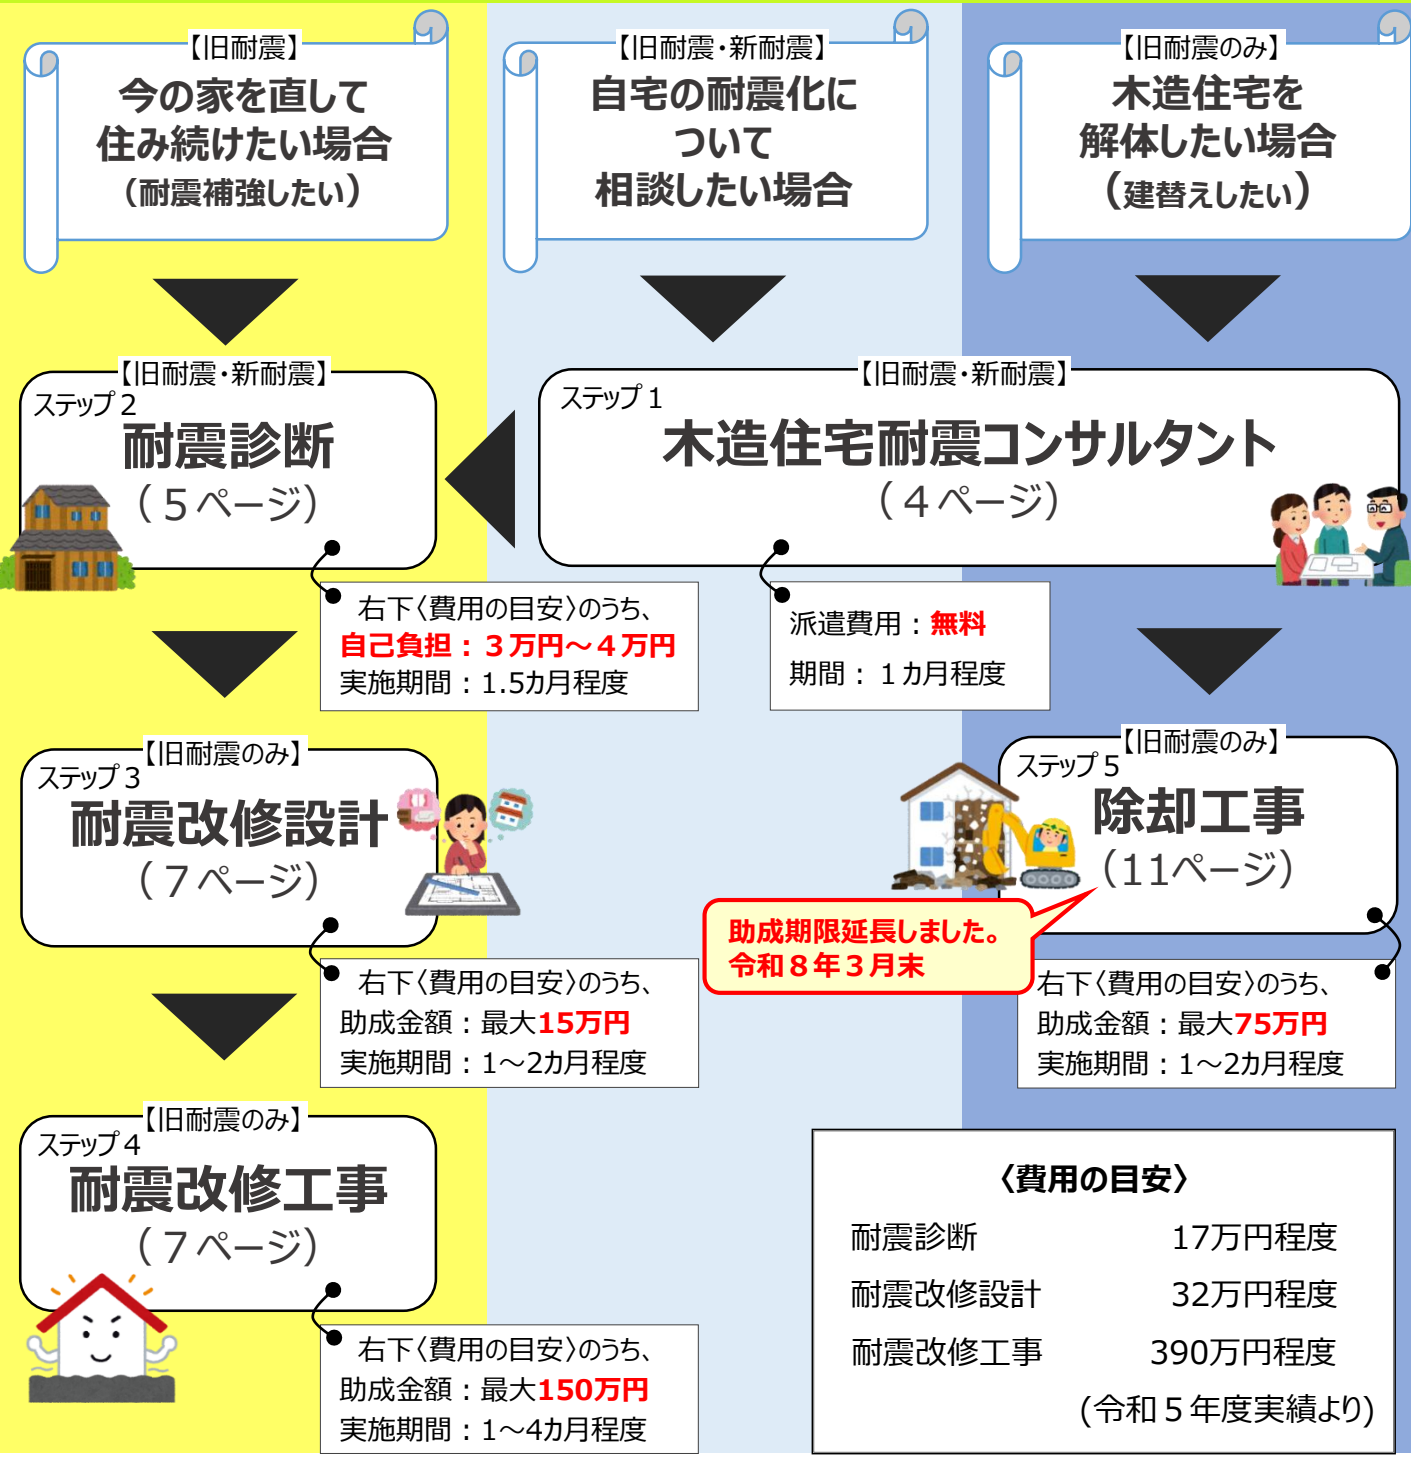 【旧耐震】
今の家を直して
住み続けたい場合
（耐震補強したい）
【旧耐震・新耐震】
自宅の耐震化に
ついて
相談したい場合
【旧耐震のみ】
木造住宅を
解体したい場合
（建替えしたい）
【旧耐震・新耐震】
ステップ２
耐震診断
（５ページ）
右下〈費用の目安〉のうち、
自己負担：３万円～４万円
実施期間：1.5カ月程度
【旧耐震・新耐震】
ステップ１
木造住宅耐震コンサルタント
（４ページ）
派遣費用：無料
期間：１カ月程度
【旧耐震のみ】
ステップ３
耐震改修設計
（７ページ）
右下〈費用の目安〉のうち、
助成金額：最大15万円
実施期間：1～2カ月程度
【旧耐震のみ】
ステップ５
除却工事
（11ページ）
助成期限延長しました。
令和８年３月末
右下〈費用の目安〉のうち、
助成金額：最大75万円
実施期間：1～2カ月程度
【旧耐震のみ】
ステップ４
耐震改修工事
（７ページ）
右下〈費用の目安〉のうち、
助成金額：最大150万円
実施期間：1～4カ月程度
〈費用の目安〉
耐震診断 17万円程度
耐震改修設計 32万円程度
耐震改修工事 390万円程度
(令和５年度実績より)